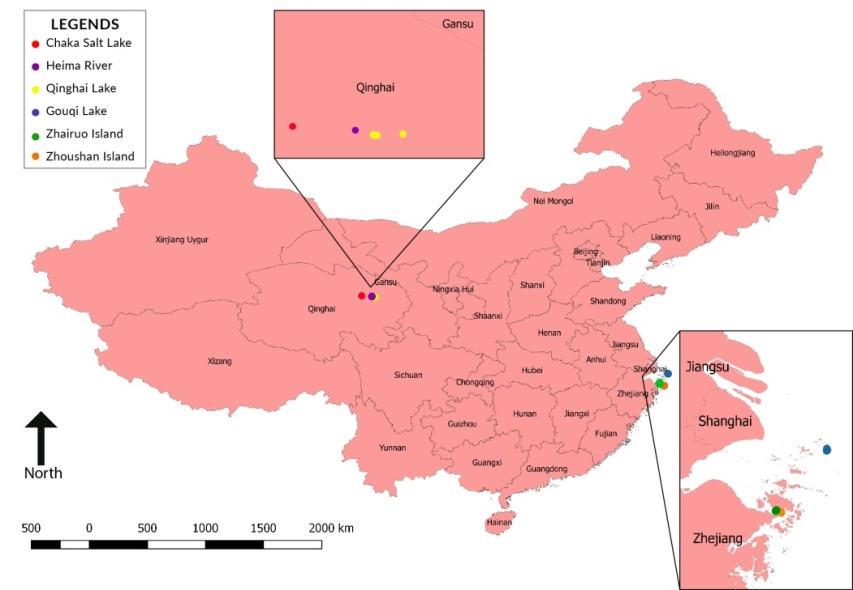 LEGENDS
Chaka Salt Lake
Heima River
Qinghai Lake
Gouqi Lake
Zhairuo Island
Zhoushan Island
Gansu
Qinghai
Heilongjiang
Jilin
Nei Mongol
Liaoning
Xinjiang Uygur
Beijing
Tianjin
Gansu
Ningxia Hui
Shanxi
Shandong
Qinghai
Shaanxi
Henan
Jiangsu
Anhui
Xizang
Sichuan
Hubei
Shanghai
Chongqing
Zhejiang
Hunan
Jiangxi
Guizhou
Fujian
Yunnan
Guangxi
Guangdong
Hainan
Jiangsu
Shanghai
Zhejiang
North
500 0 500 1000 1500 2000 km